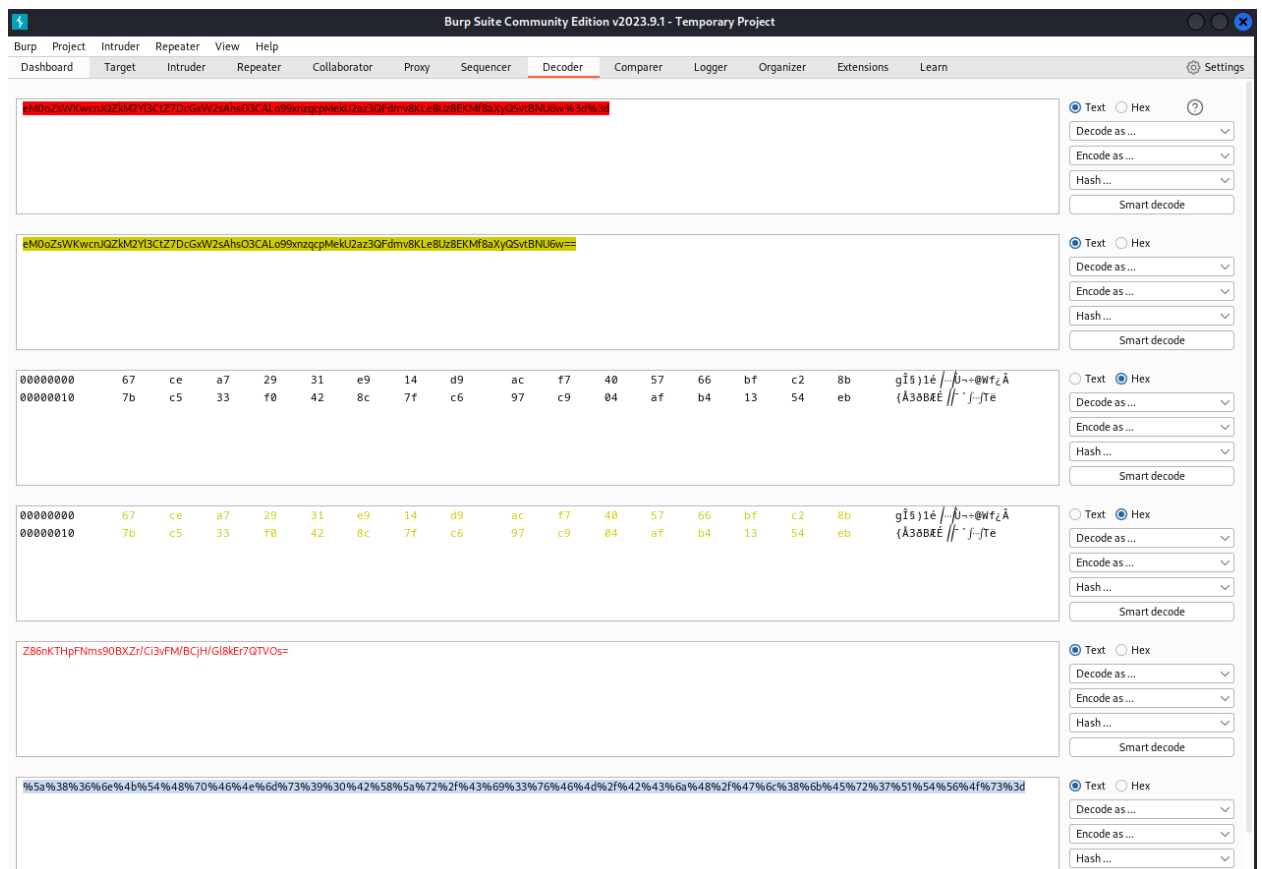 Burp Suite Community Edition v2023.9.1 - Temporary Project
Burp Project Intruder Repeater View Help
Dashboard Target Intruder Repeater Collaborator Proxy Sequencer Decoder Comparer Logger Organizer Extensions Learn Settings
eM0oZsWKwcnJQZkM2Yl3CtZ7DcGxW2sAhsO3CALo99xnzqcpMekU2az3QFdmv8KLe8Uz8EKMf8aXyQSvtBNU6w%3d%3d
Text Hex ?
Decode as ...
Encode as ...
Hash ...
Smart decode
eM0oZsWKwcnJQZkM2Yl3CtZ7DcGxW2sAhsO3CALo99xnzqcpMekU2az3QFdmv8KLe8Uz8EKMf8aXyQSvtBNU6w==
Text Hex
Decode as ...
Encode as ...
Hash ...
Smart decode
00000000 67 ce a7 29 31 e9 14 d9 ac f7 40 57 66 bf c2 8b
00000010 7b c5 33 f0 42 8c 7f c6 97 c9 04 af b4 13 54 eb
Text Hex
Decode as ...
Encode as ...
Hash ...
Smart decode
00000000 67 ce a7 29 31 e9 14 d9 ac f7 40 57 66 bf c2 8b
00000010 7b c5 33 f0 42 8c 7f c6 97 c9 04 af b4 13 54 eb
Text Hex
Decode as ...
Encode as ...
Hash ...
Smart decode
Z86nKTHpFNms90BXZr/Ci3vFM/BCjH/Gl8kEr7QTVOs=
Text Hex
Decode as ...
Encode as ...
Hash ...
Smart decode
%5a%38%36%6e%4b%54%48%70%46%4e%6d%73%39%30%42%58%5a%72%2f%43%69%33%76%46%4d%2f%42%43%6a%48%2f%47%6c%38%6b%45%72%37%51%54%56%4f%73%3d
Text Hex
Decode as ...
Encode as ...
Hash ...